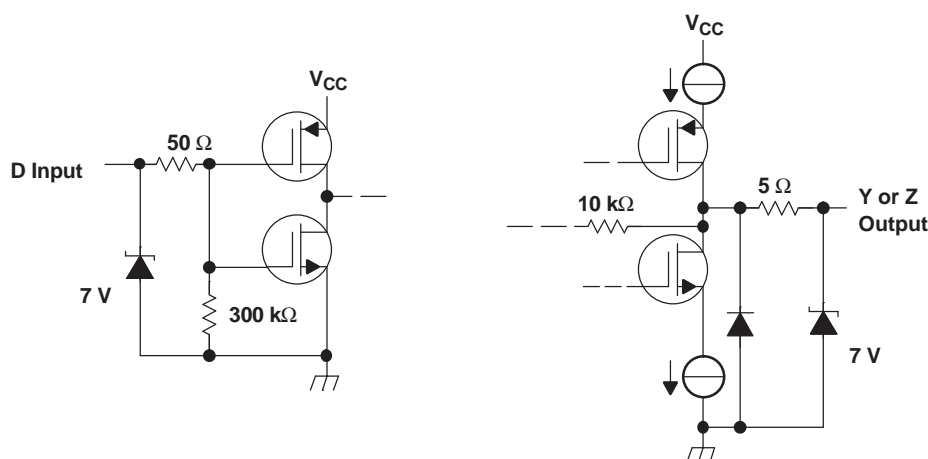 VCC
50 Ω
D Input
7 V
300 kΩ
VCC
5 Ω
10 kΩ
Y or Z
Output
7 V